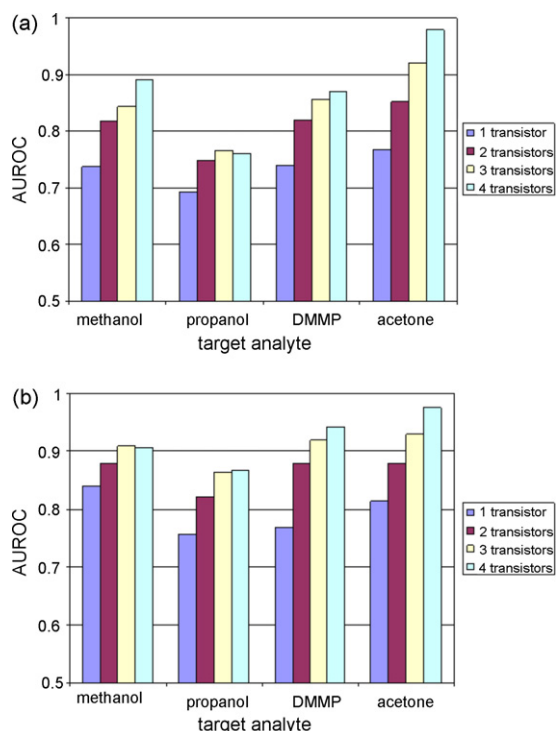 (a)
1
0.9
0.8
0.7
0.6
0.5
AUROC
methanol propanol DMMP acetone
target analyte
1 transistor
2 transistors
3 transistors
4 transistors
(b)
1
0.9
0.8
0.7
0.6
0.5
AUROC
methanol propanol DMMP acetone
target analyte
1 transistor
2 transistors
3 transistors
4 transistors